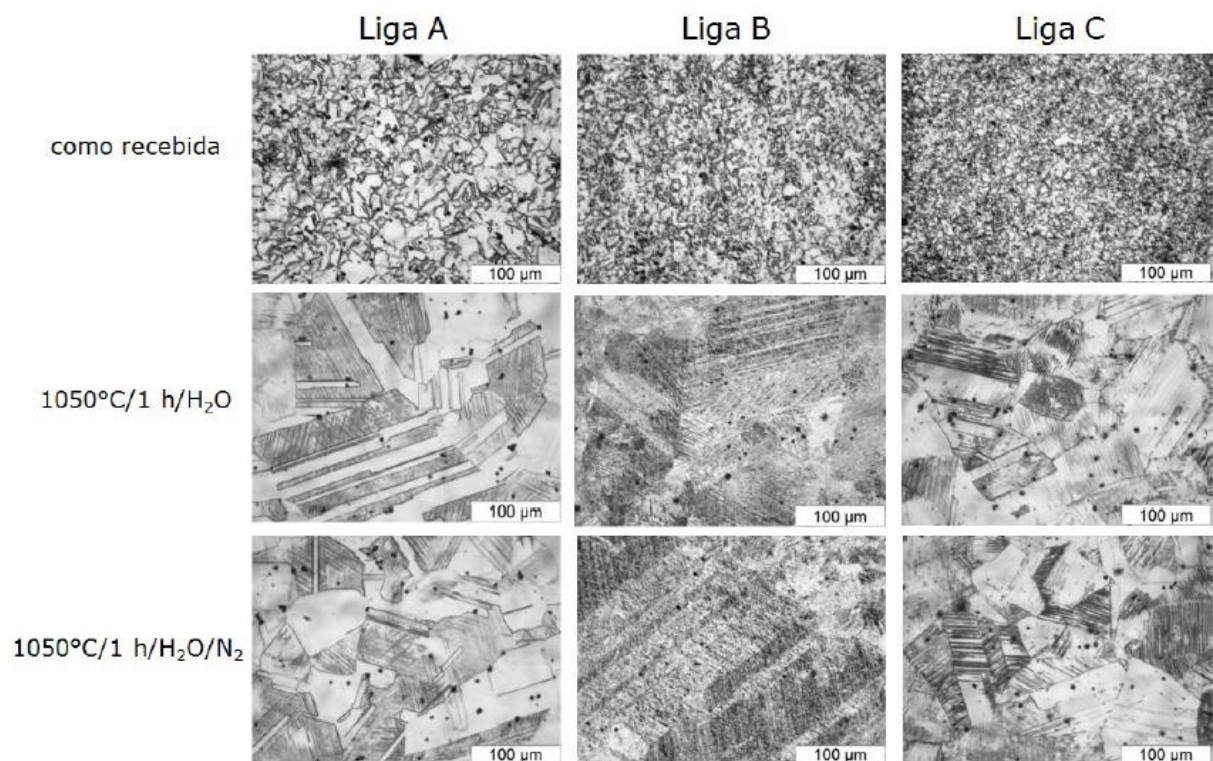 Liga A Liga B Liga C
como recebida
100 µm 100 µm 100 µm
1050°C/1 h/H₂O
100 µm 100 µm 100 µm
1050°C/1 h/H₂O/N₂
100 µm 100 µm 100 µm